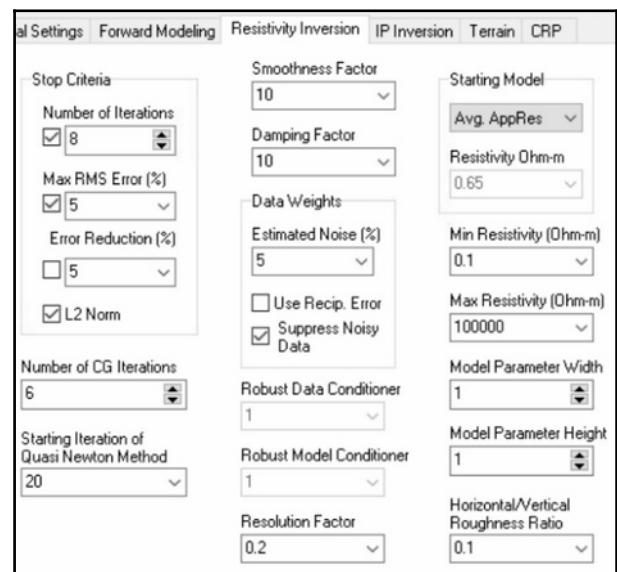 al Settings Forward Modeling Resistivity Inversion IP Inversion Terrain CRP
Stop Criteria
Number of Iterations
8
Max RMS Error (%)
5
Error Reduction (%)
5
L2 Norm
Number of CG Iterations
6
Starting Iteration of
Quasi Newton Method
20
Smoothness Factor
10
Damping Factor
10
Data Weights
Estimated Noise (%)
5
Use Recip. Error
Suppress Noisy
Data
Robust Data Conditioner
1
Robust Model Conditioner
1
Resolution Factor
0.2
Starting Model
Avg. AppRes
Resistivity Ohm-m
0.65
Min Resistivity (Ohm-m)
0.1
Max Resistivity (Ohm-m)
100000
Model Parameter Width
1
Model Parameter Height
1
Horizontal/Vertical
Roughness Ratio
0.1